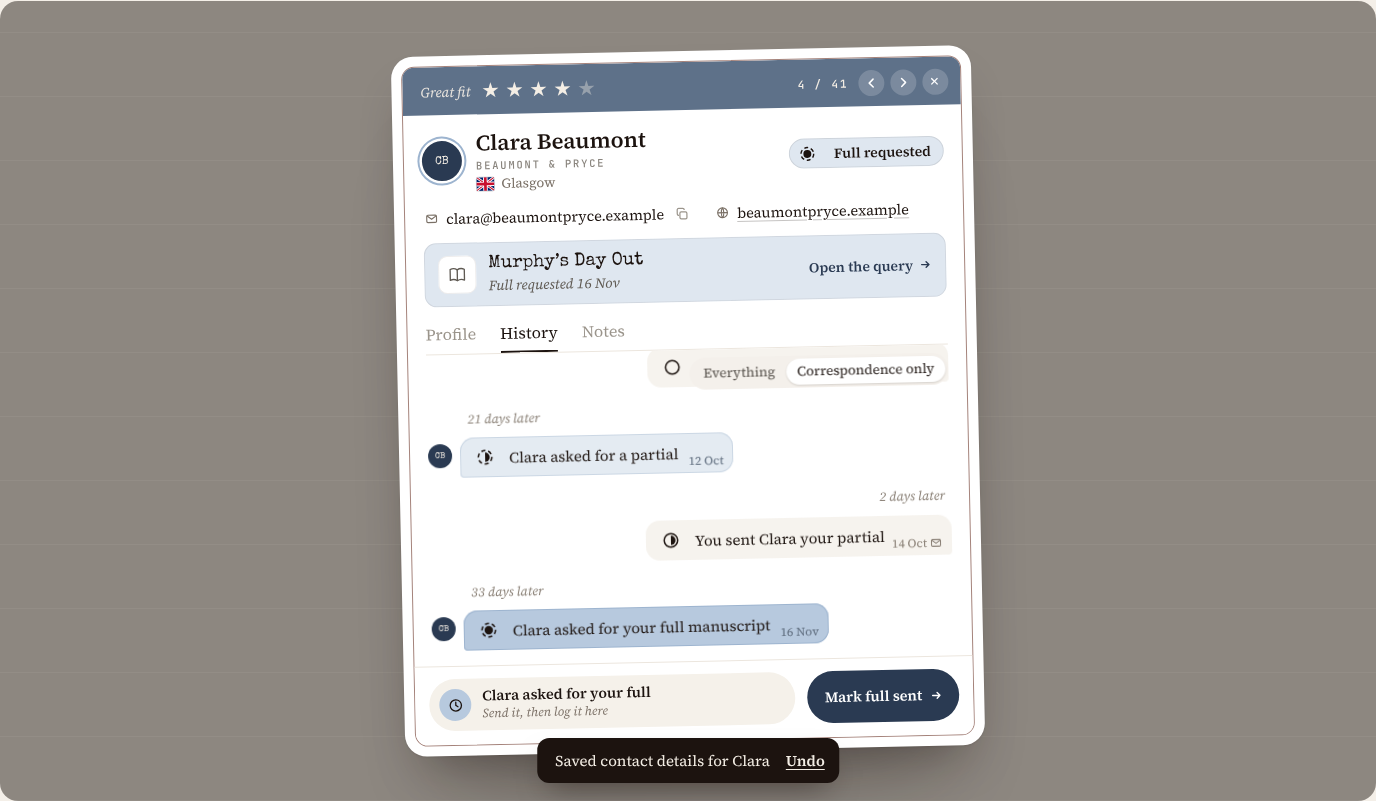 Great fit 4 / 41
CB
Clara Beaumont
BEAUMONT & PRYCE
Glasgow
Full requested
clara@beaumontpryce.example beaumontpryce.example
Murphy's Day Out
Full requested 16 Nov
Open the query
Profile History Notes
Everything Correspondence only
21 days later
CB Clara asked for a partial 12 Oct
2 days later
You sent Clara your partial 14 Oct
33 days later
CB Clara asked for your full manuscript 16 Nov
Clara asked for your full
Send it, then log it here
Mark full sent
Saved contact details for Clara Undo